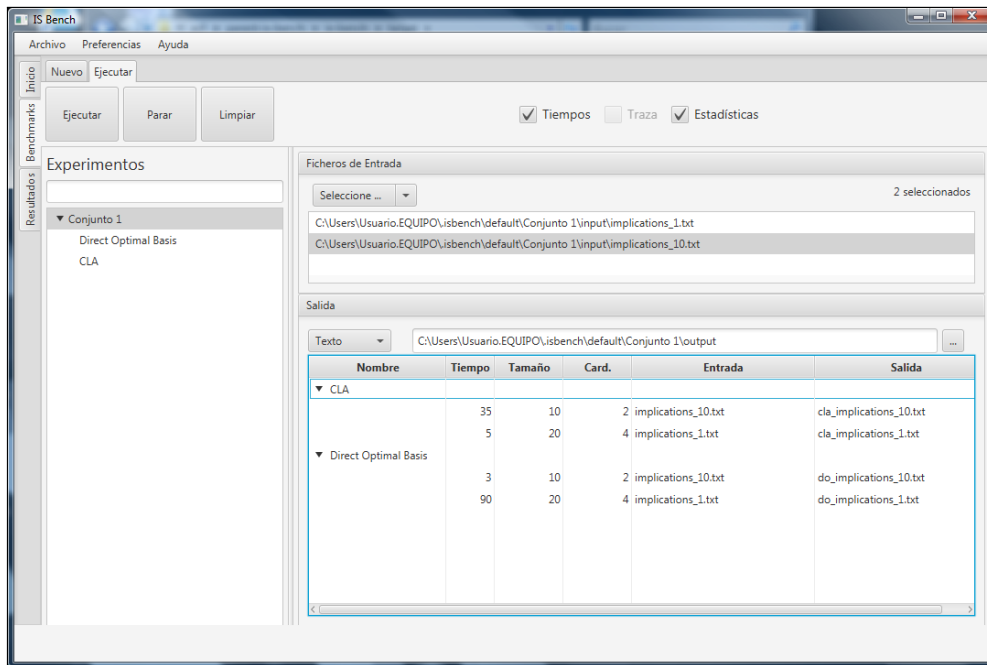 IS Bench
Archivo Preferencias Ayuda
Inicio
Benchmarks
Resultados
Nuevo Ejecutar
Ejecutar Parar Limpiar Tiempos Traza Estadísticas
Experimentos
Conjunto 1
Direct Optimal Basis
CLA
Ficheros de Entrada
Seleccione ... 2 seleccionados
C:\Users\Usuario.EQUIPO\.isbench\default\Conjunto 1\input\implications_1.txt
C:\Users\Usuario.EQUIPO\.isbench\default\Conjunto 1\input\implications_10.txt
Salida
Texto C:\Users\Usuario.EQUIPO\.isbench\default\Conjunto 1\output ...
Nombre Tiempo Tamaño Card. Entrada Salida
CLA
35 10 2 implications_10.txt cla_implications_10.txt
5 20 4 implications_1.txt cla_implications_1.txt
Direct Optimal Basis
3 10 2 implications_10.txt do_implications_10.txt
90 20 4 implications_1.txt do_implications_1.txt